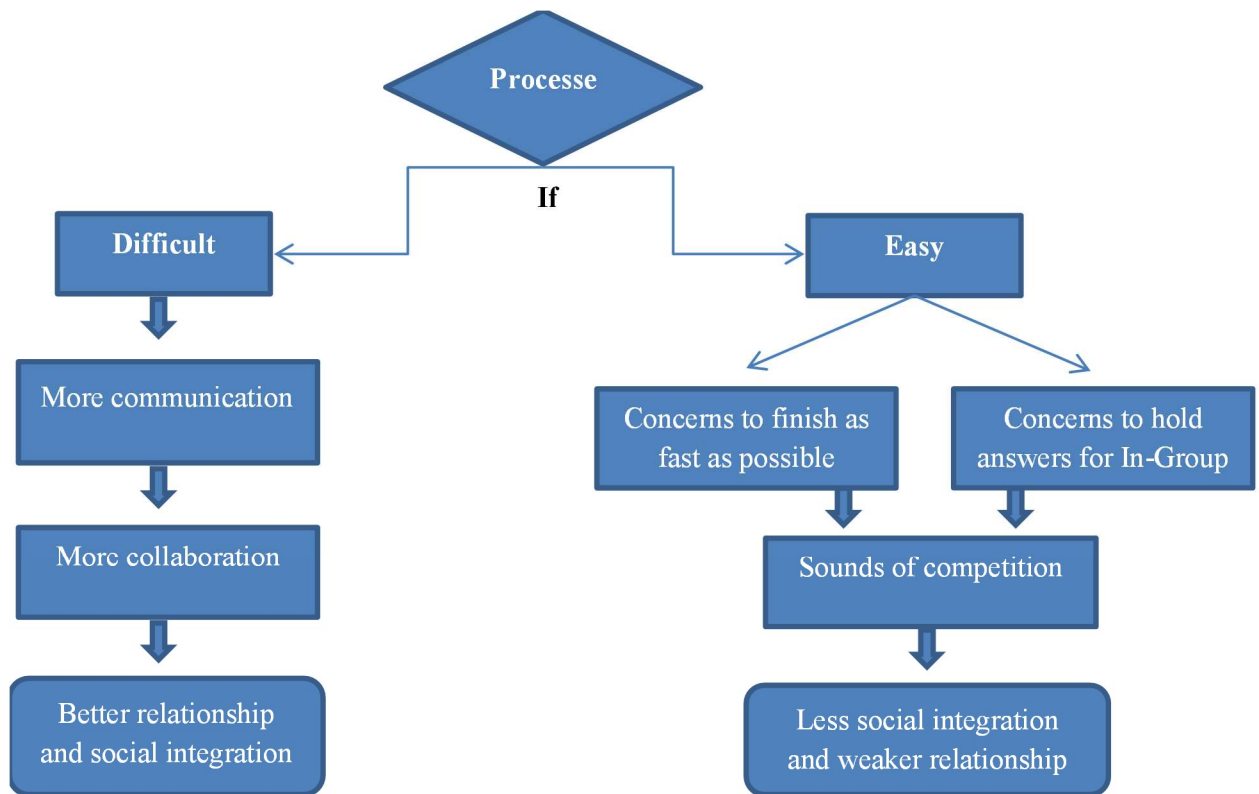 Processe
If
Difficult
Easy
More communication
Concerns to finish as
fast as possible
Concerns to hold
answers for In-Group
More collaboration
Sounds of competition
Better relationship
and social integration
Less social integration
and weaker relationship